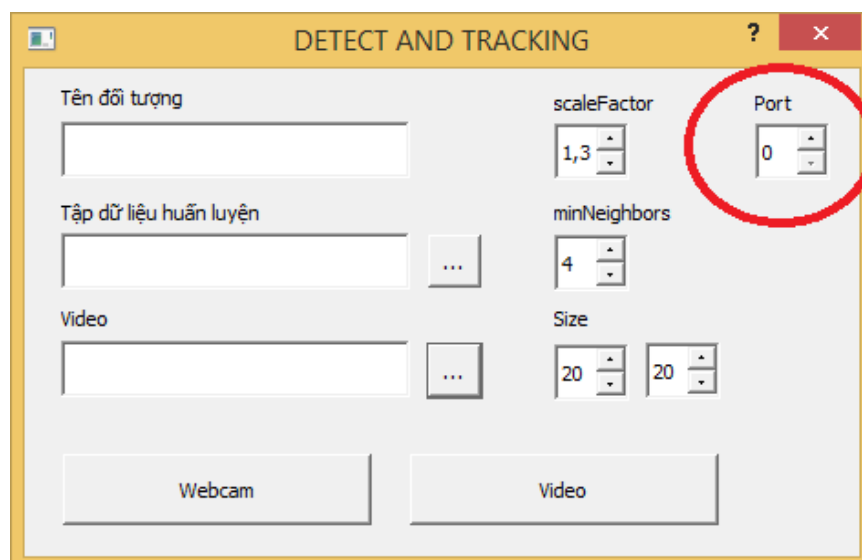 DETECT AND TRACKING
?
Tên đối tượng
scaleFactor
Port
1,3
0
Tập dữ liệu huấn luyện
minNeighbors
...
4
Video
Size
...
20
20
Webcam
Video